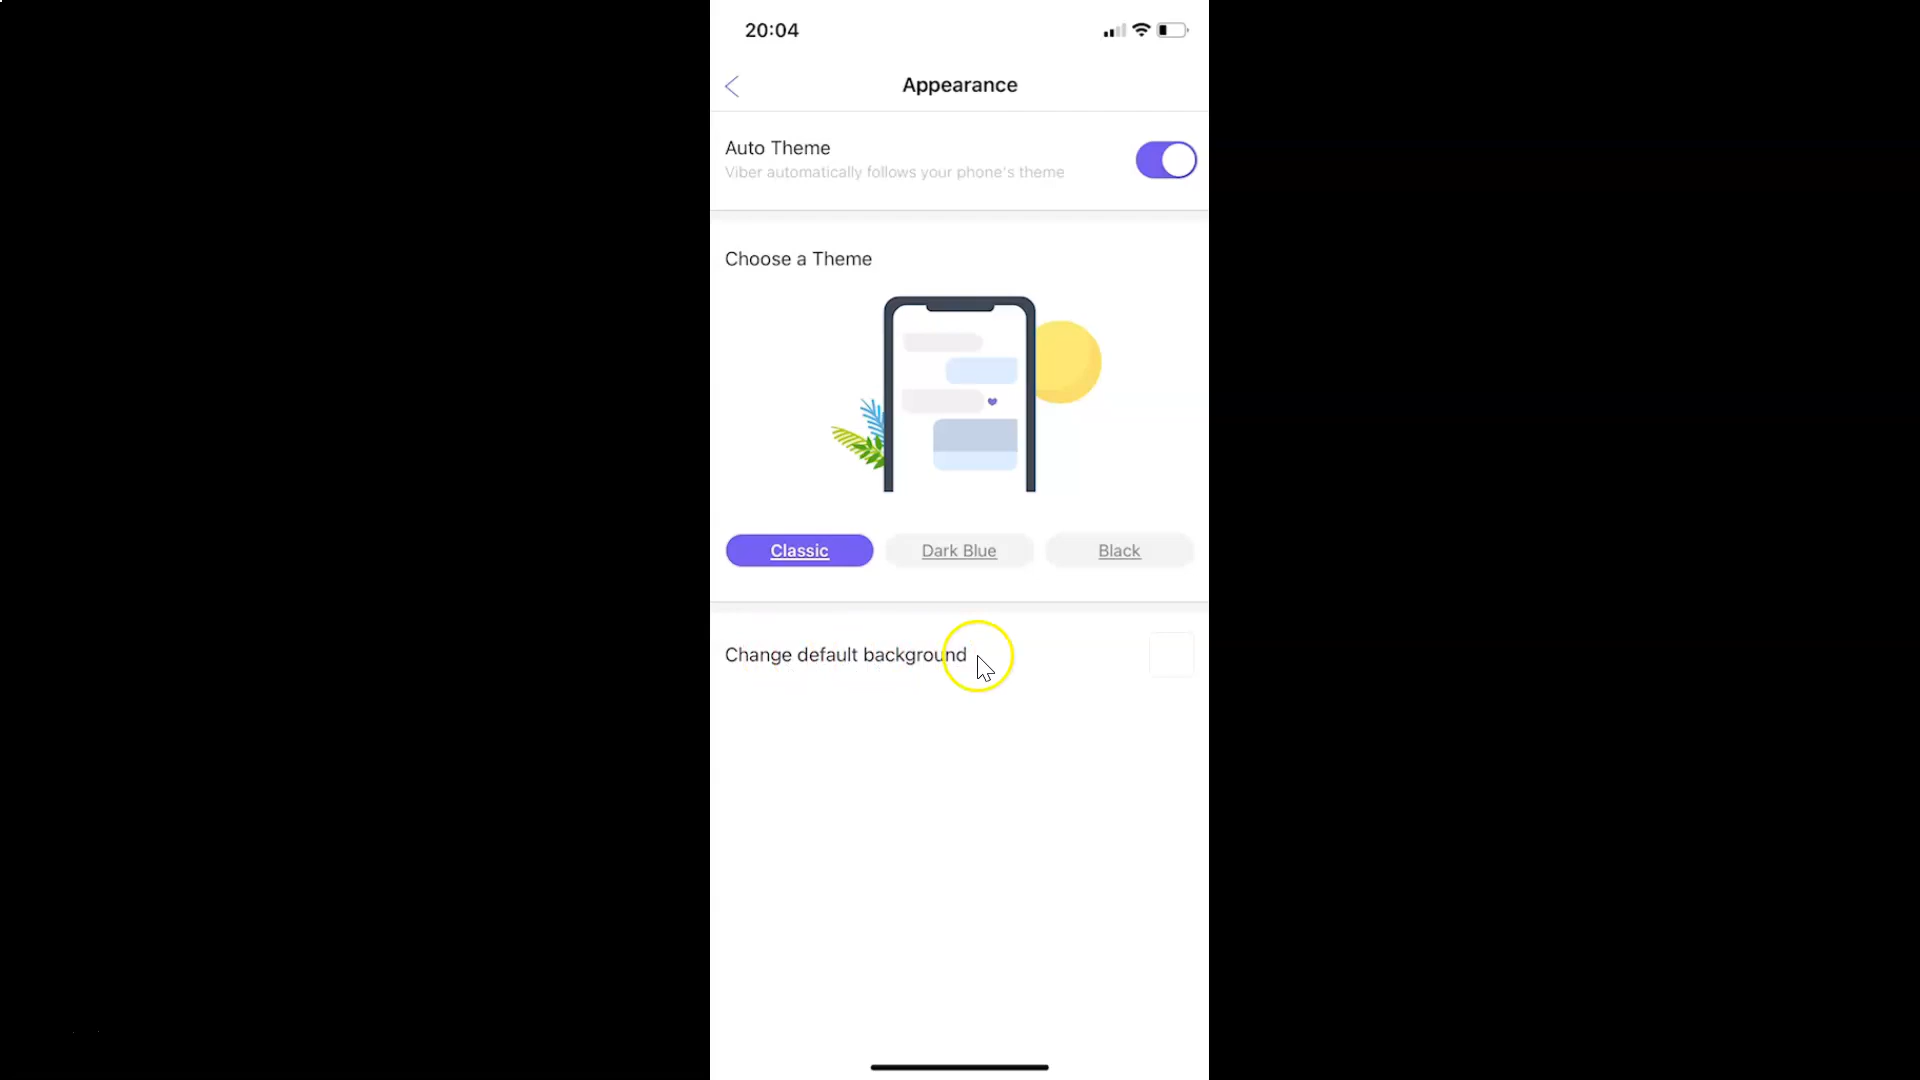 20:04
Appearance
Auto Theme
Viber automatically follows your phone's theme
Choose a Theme
Classic
Dark Blue
Black
Change default background